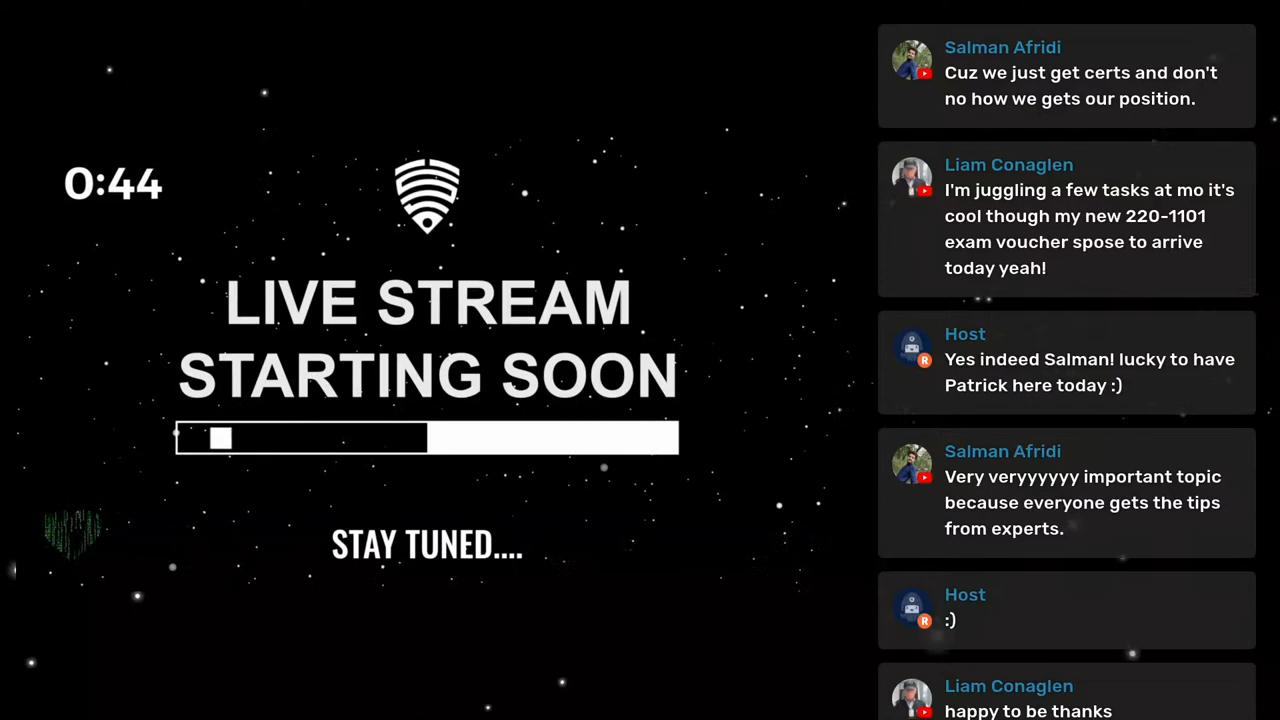 0:44
LIVE STREAM
STARTING SOON
STAY TUNED....
Salman Afridi
Cuz we just get certs and don't
no how we gets our position.
Liam Conaglen
I'm juggling a few tasks at mo it's
cool though my new 220-1101
exam voucher spose to arrive
today yeah!
Host
Yes indeed Salman! lucky to have
Patrick here today :)
R
Salman Afridi
Very veryyyyyy important topic
because everyone gets the tips
from experts.
Host
:)
R
Liam Conaglen
happy to be thanks